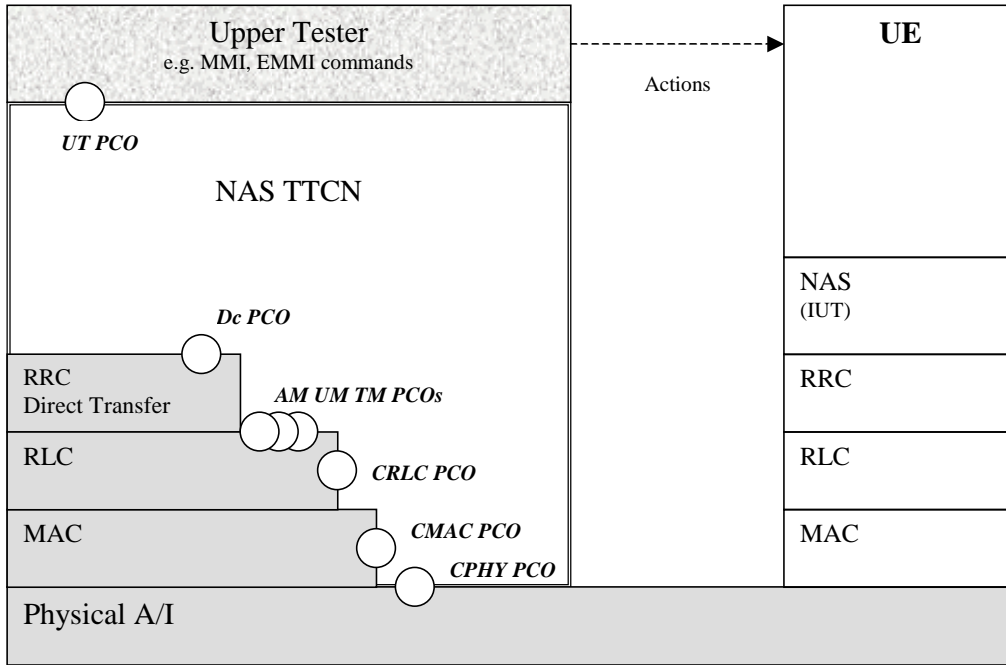 Upper Tester
e.g. MMI, EMMI commands
UE
Actions
UT PCO
NAS TTCN
NAS
(IUT)
Dc PCO
RRC
Direct Transfer
AM UM TM PCOs
RRC
RLC
CRLC PCO
RLC
MAC
CMAC PCO
MAC
CPHY PCO
Physical A/I